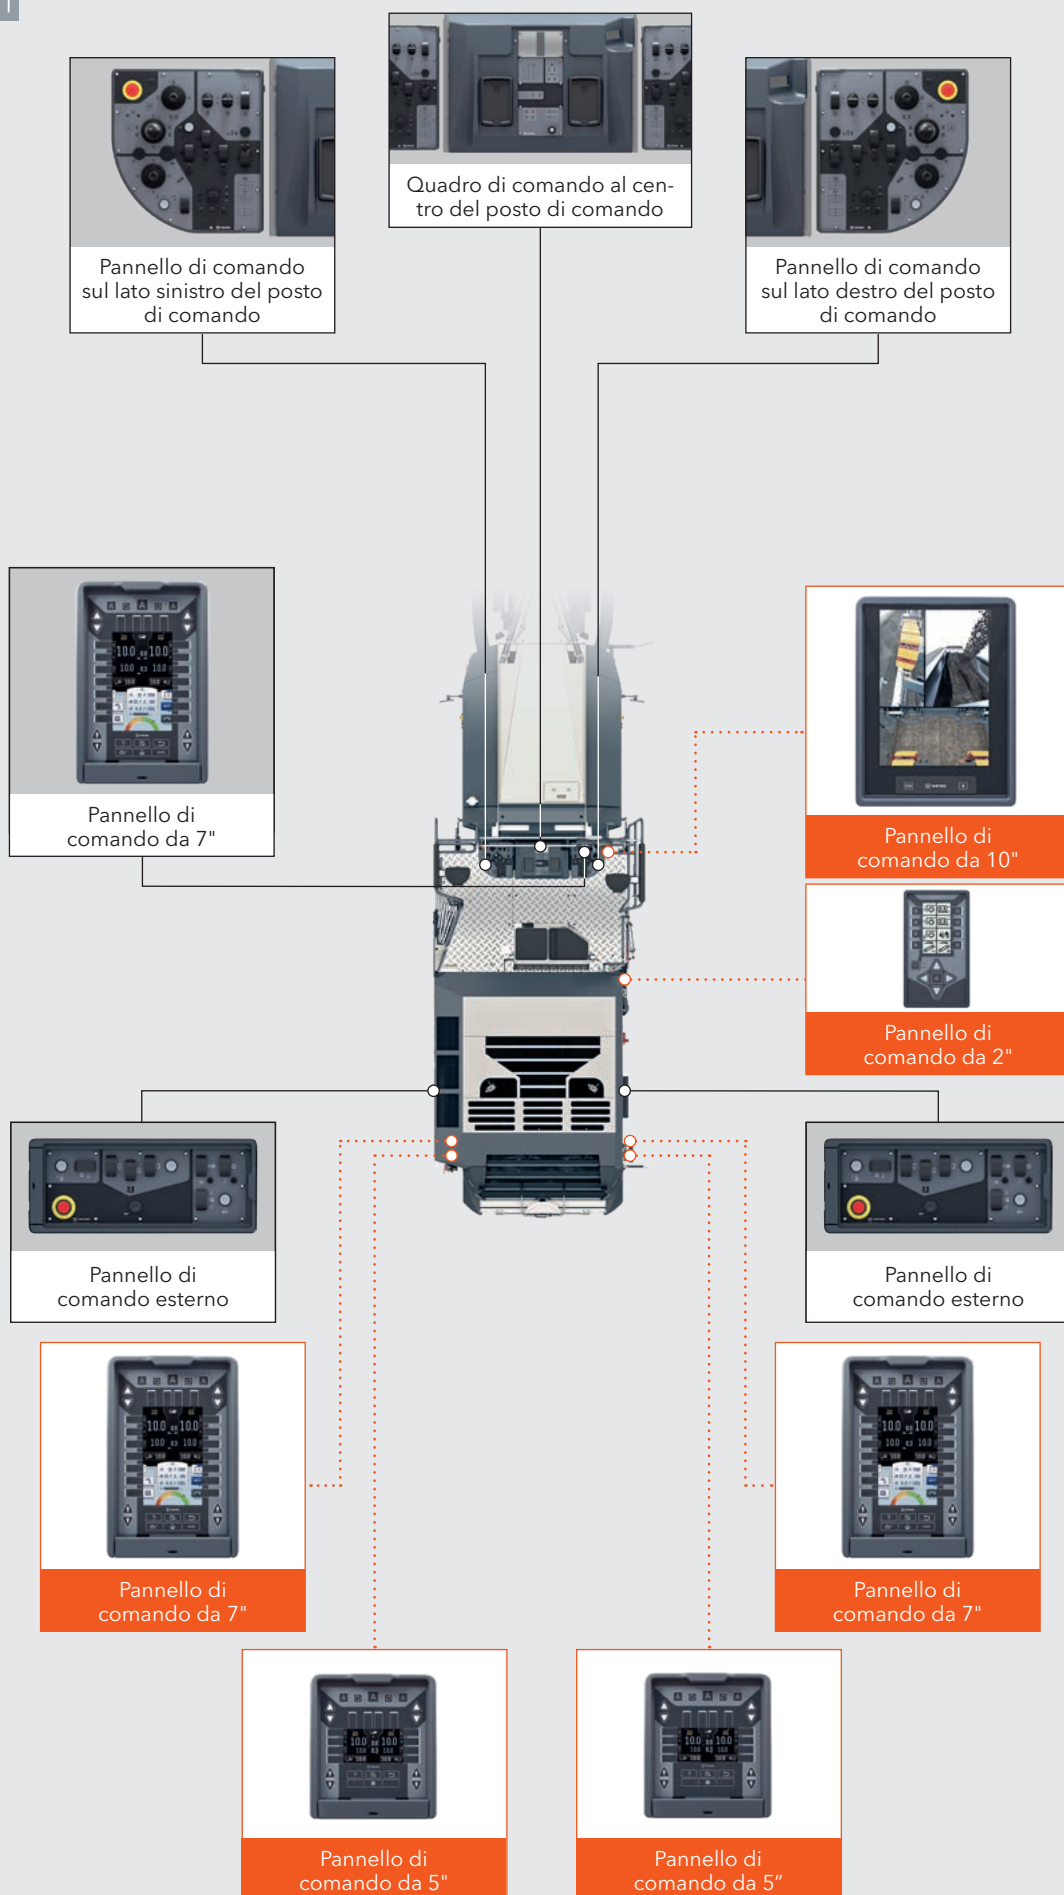 1
Quadro di comando al cen-
tro del posto di comando
Pannello di comando
sul lato sinistro del posto
di comando
Pannello di comando
sul lato destro del posto
di comando
Pannello di
comando da 7"
Pannello di
comando da 10"
Pannello di
comando da 2"
Pannello di
comando esterno
Pannello di
comando esterno
Pannello di
comando da 7"
Pannello di
comando da 7"
Pannello di
comando da 5"
Pannello di
comando da 5”